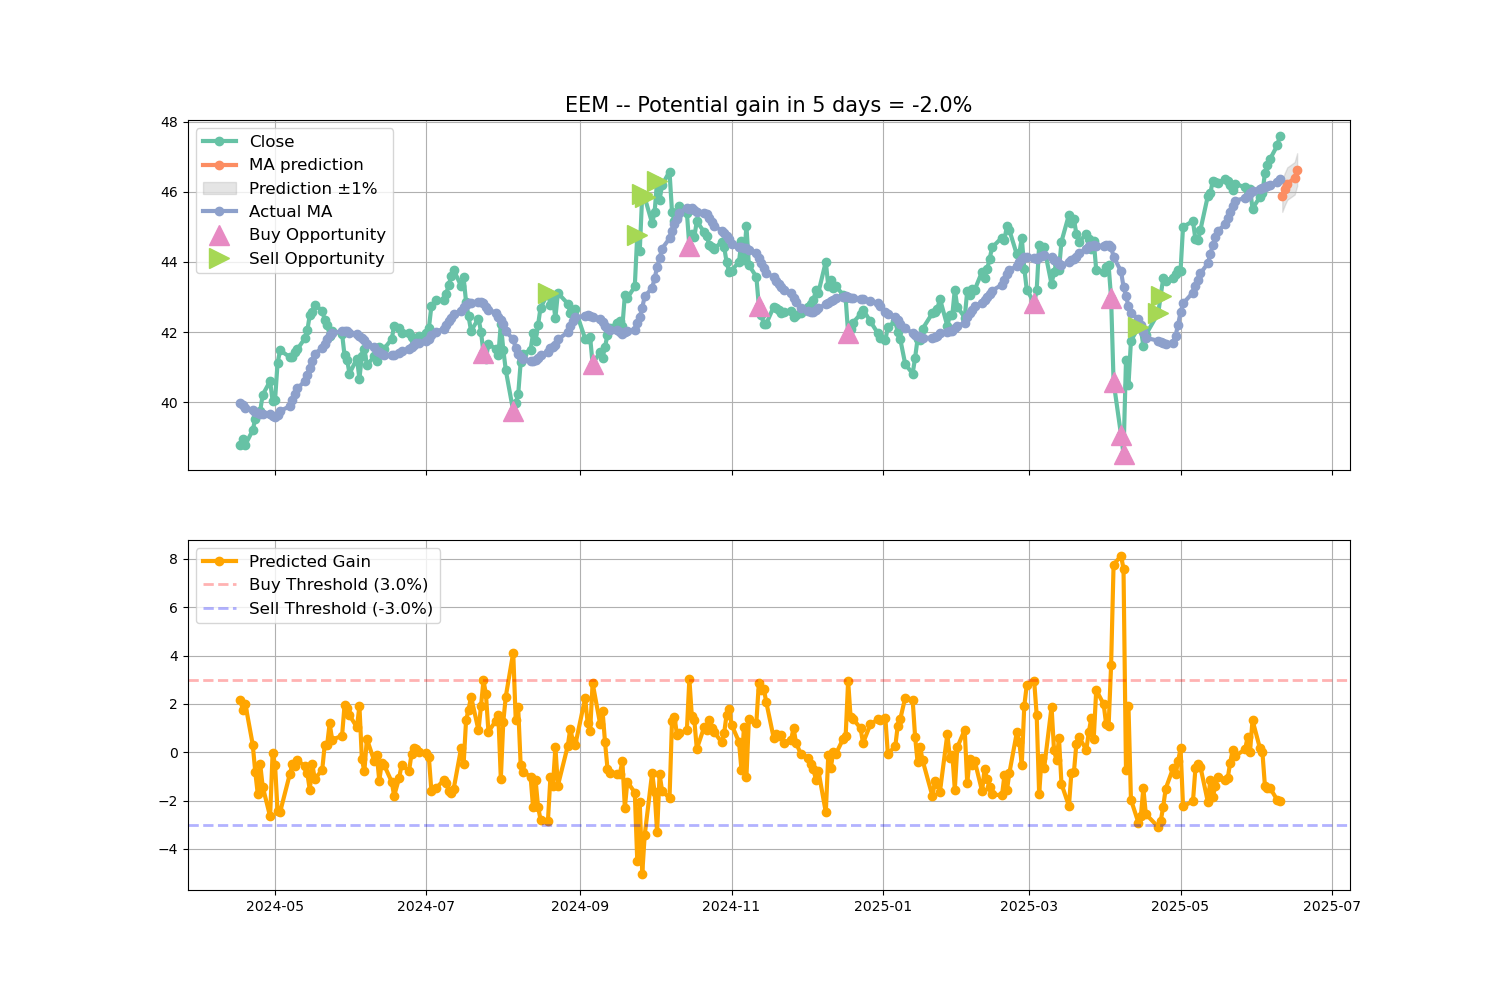 EEM -- Potential gain in 5 days = -2.0%
48
46
44
42
40
Close
MA prediction
Prediction ±1%
Actual MA
Buy Opportunity
Sell Opportunity
8
6
4
2
0
−2
−4
Predicted Gain
Buy Threshold (3.0%)
Sell Threshold (-3.0%)
2024-05
2024-07
2024-09
2024-11
2025-01
2025-03
2025-05
2025-07